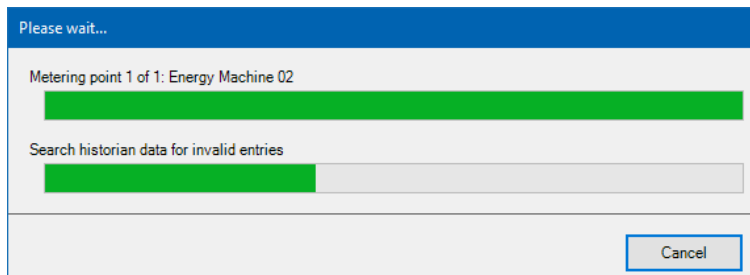 Please wait...
Metering point 1 of 1: Energy Machine 02
Search historian data for invalid entries
Cancel